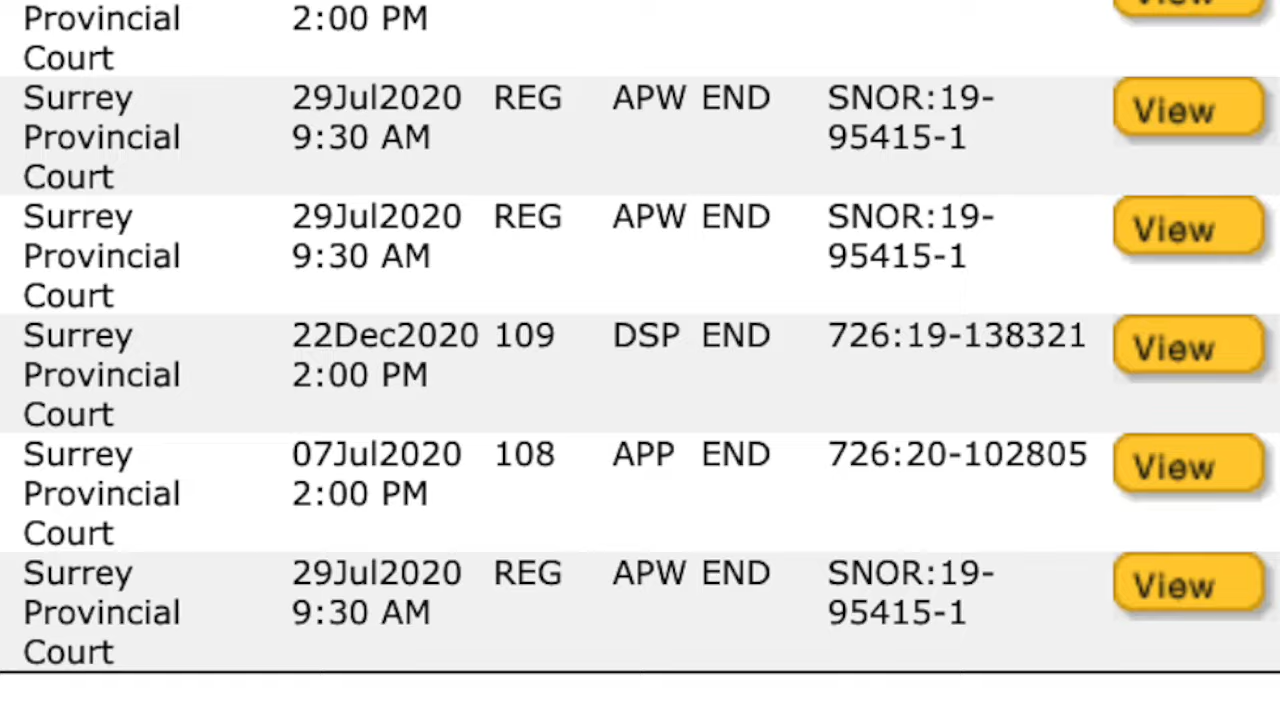 Provincial 2:00 PM View
Court
Surrey 29Jul2020 REG APW END SNOR:19- View
Provincial 9:30 AM 95415-1
Court
Surrey 29Jul2020 REG APW END SNOR:19- View
Provincial 9:30 AM 95415-1
Court
Surrey 22Dec2020 109 DSP END 726:19-138321 View
Provincial 2:00 PM
Court
Surrey 07Jul2020 108 APP END 726:20-102805 View
Provincial 2:00 PM
Court
Surrey 29Jul2020 REG APW END SNOR:19- View
Provincial 9:30 AM 95415-1
Court